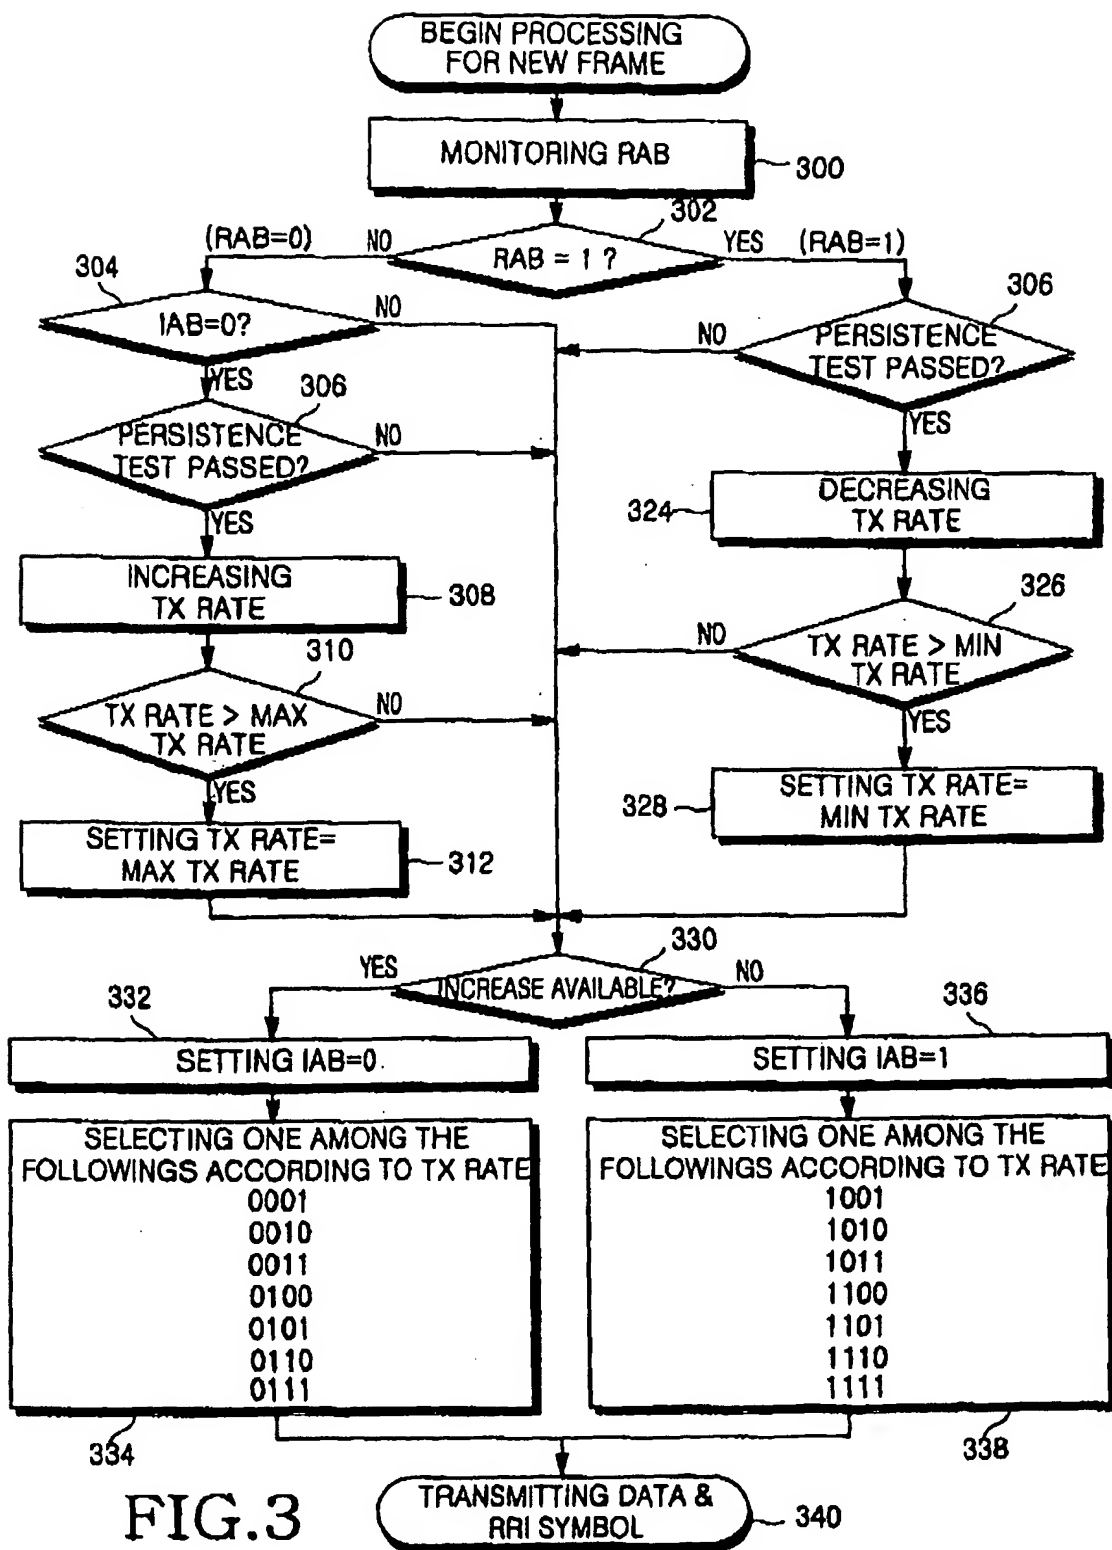 BEGIN PROCESSING
FOR NEW FRAME
MONITORING RAB
300
302
(RAB=0)
NO
RAB = 1 ?
YES
(RAB=1)
304
IAB=0?
NO
YES
306
PERSISTENCE
TEST PASSED?
NO
YES
306
PERSISTENCE
TEST PASSED?
NO
YES
INCREASING
TX RATE
308
DECREASING
TX RATE
324
310
TX RATE > MAX
TX RATE
NO
YES
326
TX RATE > MIN
TX RATE
NO
YES
SETTING TX RATE=
MAX TX RATE
312
SETTING TX RATE=
MIN TX RATE
328
330
YES
INCREASE AVAILABLE?
NO
332
SETTING IAB=0
336
SETTING IAB=1
SELECTING ONE AMONG THE
FOLLOWINGS ACCORDING TO TX RATE
0001
0010
0011
0100
0101
0110
0111
334
SELECTING ONE AMONG THE
FOLLOWINGS ACCORDING TO TX RATE
1001
1010
1011
1100
1101
1110
1111
338
FIG.3
TRANSMITTING DATA &
RRI SYMBOL
340